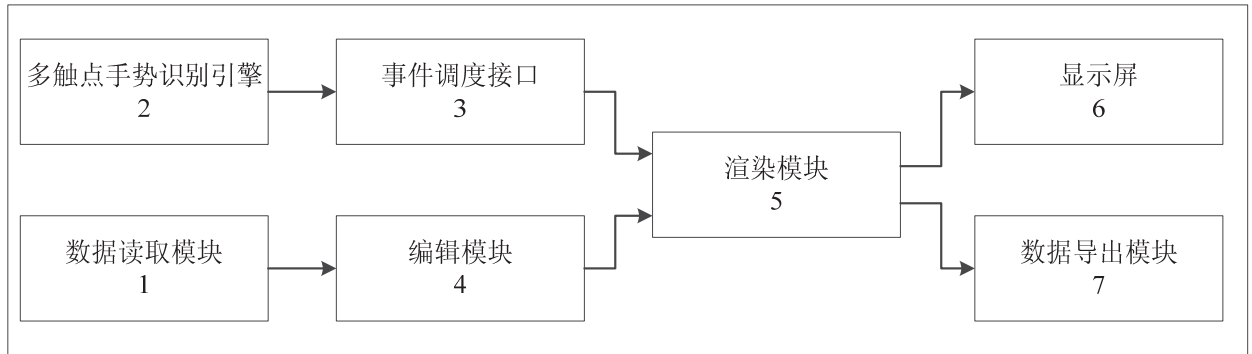 多触点手势识别引擎
2
事件调度接口
3
显示屏
6
渲染模块
5
数据读取模块
1
编辑模块
4
数据导出模块
7